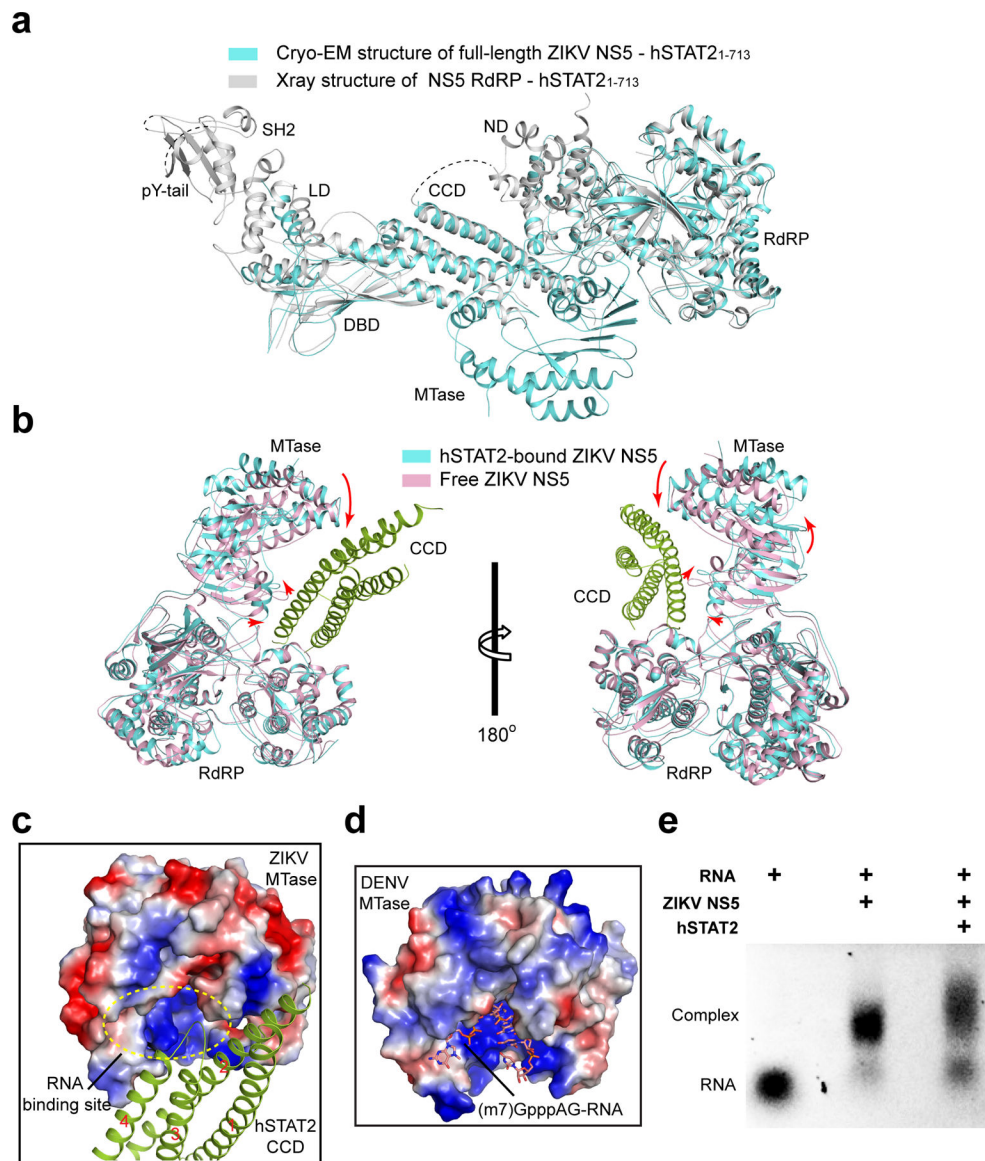 a
Cryo-EM structure of full-length ZIKV NS5 - hSTAT21-713
Xray structure of NS5 RdRP - hSTAT21-713
SH2
ND
pY-tail
LD
CCD
RdRP
DBD
MTase
b
MTase
hSTAT2-bound ZIKV NS5
Free ZIKV NS5
MTase
CCD
CCD
180o
RdRP
RdRP
c
ZIKV
MTase
RNA
binding site
2
4
3
1
hSTAT2
CCD
d
DENV
MTase
(m7)GpppAG-RNA
e
RNA + + +
ZIKV NS5 + +
hSTAT2 +
Complex
RNA